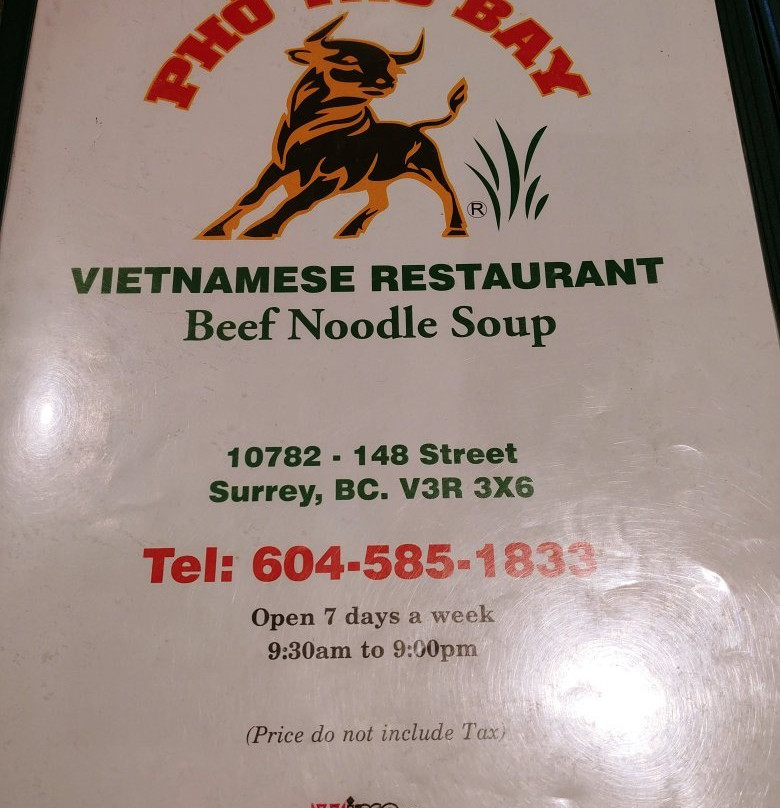 PHO TAU BAY
®
VIETNAMESE RESTAURANT
Beef Noodle Soup
10782 - 148 Street
Surrey, BC. V3R 3X6
Tel: 604-585-1833
Open 7 days a week
9:30am to 9:00pm
(Price do not include Tax)